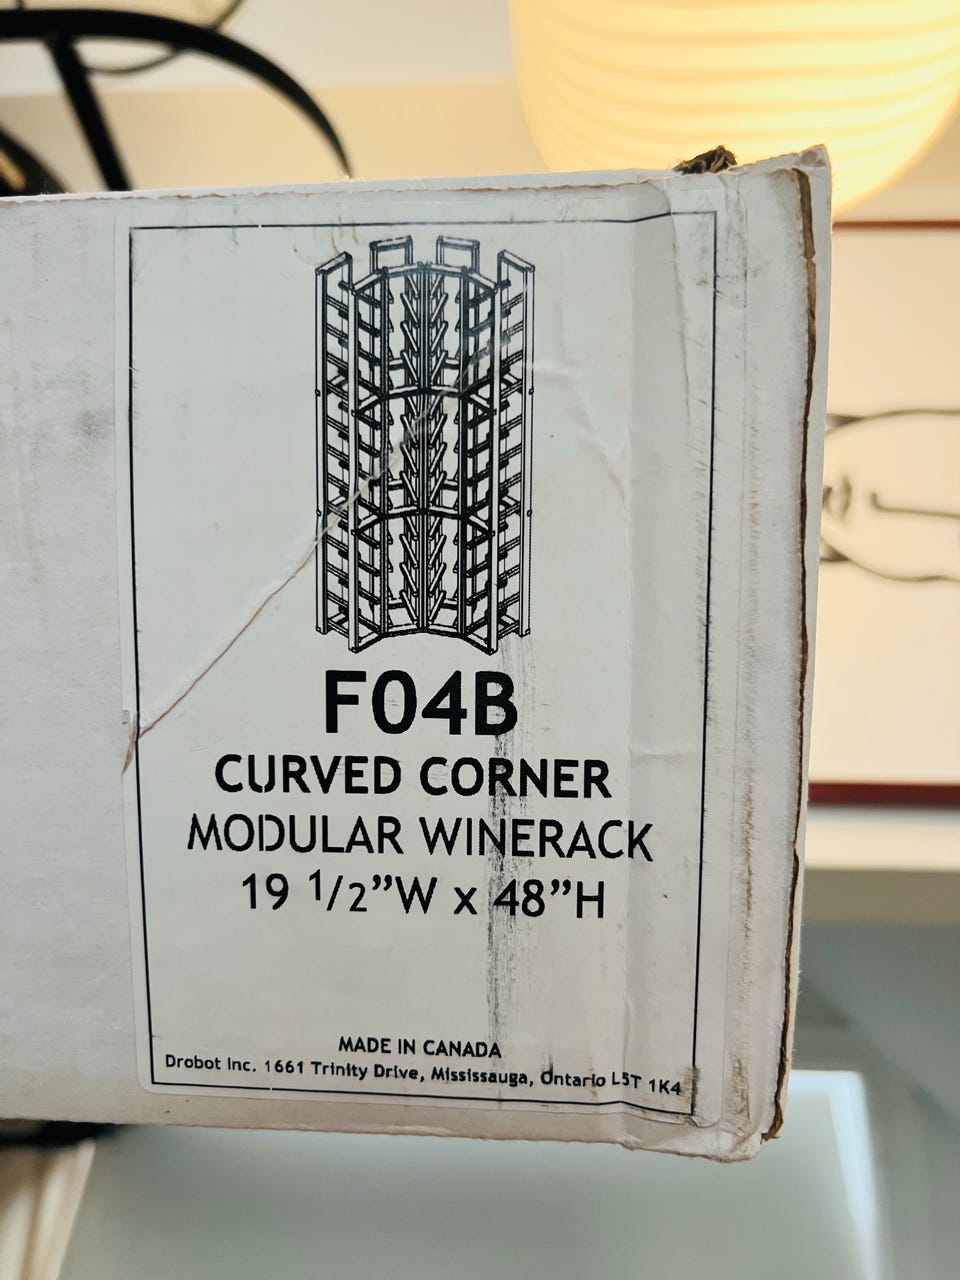 F04B
CURVED CORNER
MODULAR WINERACK
19 1/2”W x 48”H
MADE IN CANADA
Drobot Inc. 1661 Trinity Drive, Mississauga, Ontario L5T 1K4